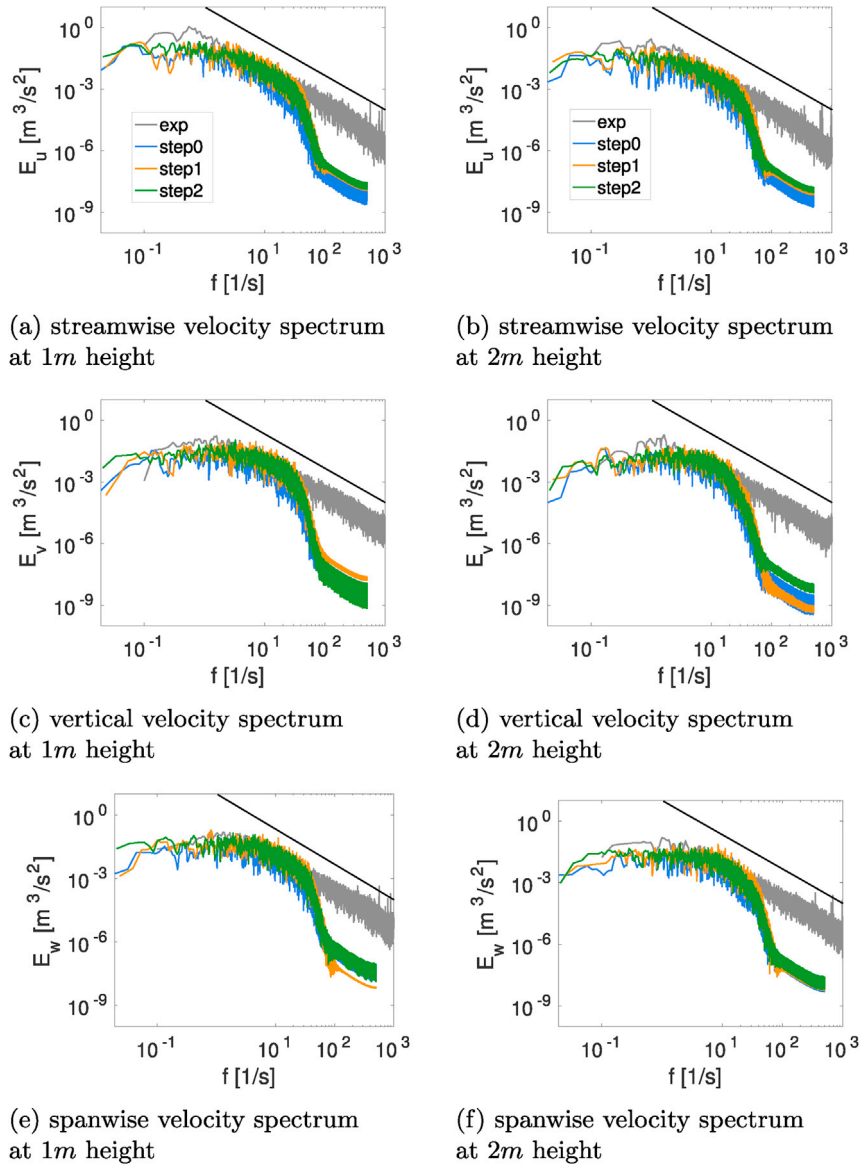 10^0
10^-3
10^-6
10^-9
E_u [m^3/s^2]
exp
step0
step1
step2
10^-1
10^1
10^2
10^3
f [1/s]
(a) streamwise velocity spectrum
at 1m height
10^0
10^-3
10^-6
10^-9
E_u [m^3/s^2]
exp
step0
step1
step2
10^-1
10^1
10^2
10^3
f [1/s]
(b) streamwise velocity spectrum
at 2m height
10^0
10^-3
10^-6
10^-9
E_v [m^3/s^2]
10^-1
10^1
10^2
10^3
f [1/s]
(c) vertical velocity spectrum
at 1m height
10^0
10^-3
10^-6
10^-9
E_v [m^3/s^2]
10^-1
10^1
10^2
10^3
f [1/s]
(d) vertical velocity spectrum
at 2m height
10^0
10^-3
10^-6
10^-9
E_w [m^3/s^2]
10^-1
10^1
10^2
10^3
f [1/s]
(e) spanwise velocity spectrum
at 1m height
10^0
10^-3
10^-6
10^-9
E_w [m^3/s^2]
10^-1
10^1
10^2
10^3
f [1/s]
(f) spanwise velocity spectrum
at 2m height